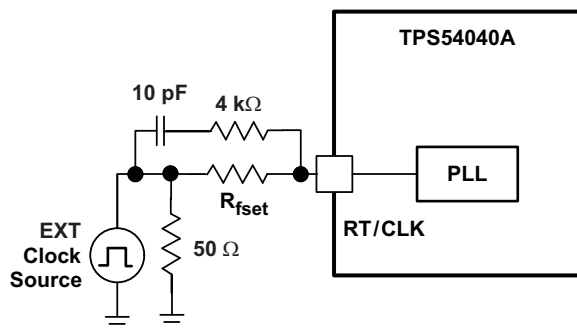 TPS54040A
10 pF
4 kΩ
PLL
Rfset
RT/CLK
EXT
Clock
Source
50 Ω